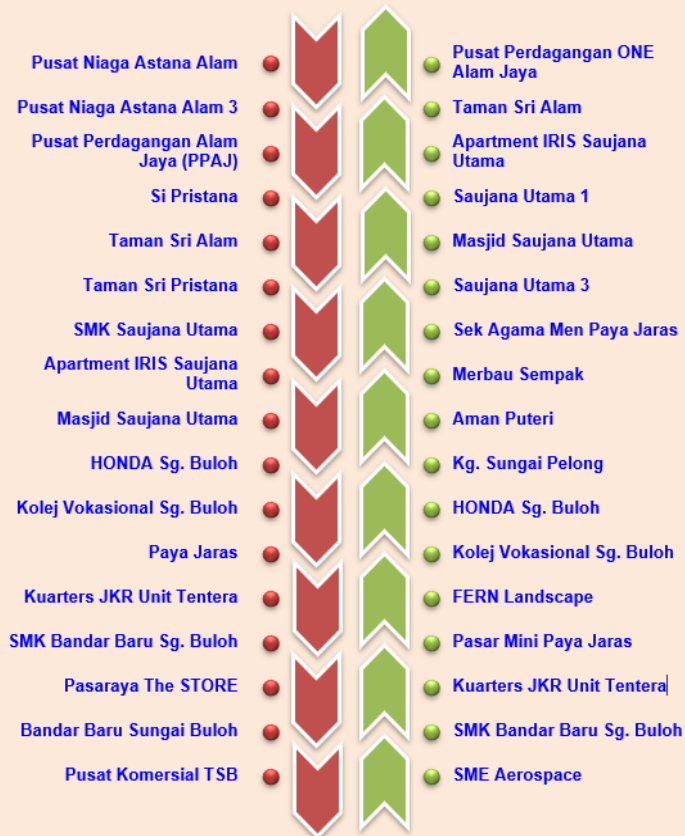 Pusat Niaga Astana Alam
Pusat Niaga Astana Alam 3
Pusat Perdagangan Alam
Jaya (PPAJ)
Si Pristana
Taman Sri Alam
Taman Sri Pristana
SMK Saujana Utama
Apartment IRIS Saujana
Utama
Masjid Saujana Utama
HONDA Sg. Buloh
Kolej Vokasional Sg. Buloh
Paya Jaras
Kuarters JKR Unit Tentera
SMK Bandar Baru Sg. Buloh
Pasaraya The STORE
Bandar Baru Sungai Buloh
Pusat Komersial TSB
Pusat Perdagangan ONE
Alam Jaya
Taman Sri Alam
Apartment IRIS Saujana
Utama
Saujana Utama 1
Masjid Saujana Utama
Saujana Utama 3
Sek Agama Men Paya Jaras
Merbau Sempak
Aman Puteri
Kg. Sungai Pelong
HONDA Sg. Buloh
Kolej Vokasional Sg. Buloh
FERN Landscape
Pasar Mini Paya Jaras
Kuarters JKR Unit Tentera
SMK Bandar Baru Sg. Buloh
SME Aerospace